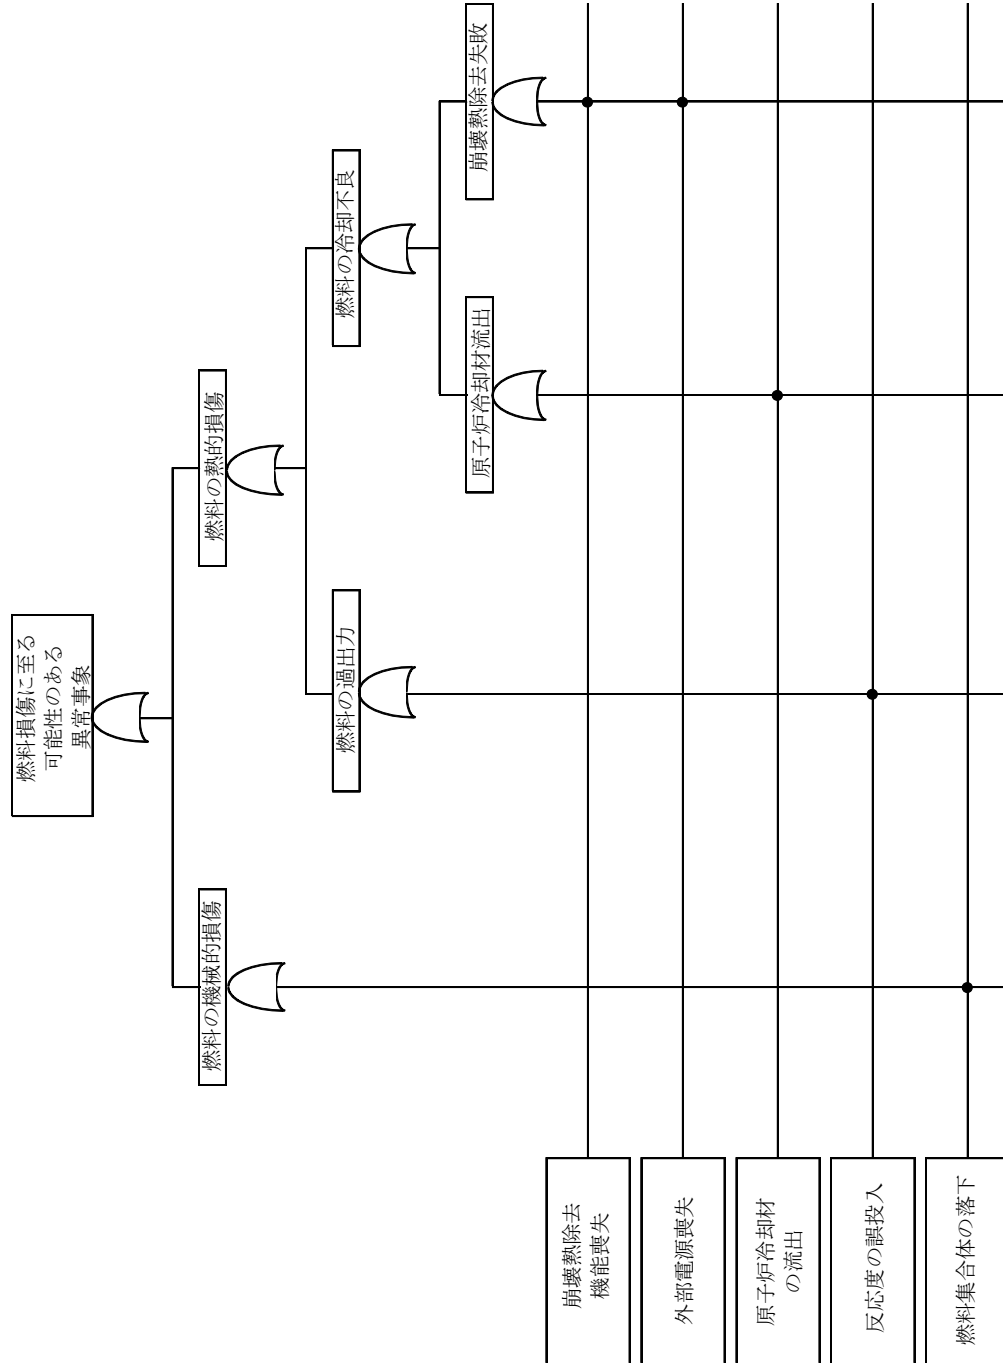 燃料損傷に至る
可能性のある
異常事象
燃料の機械的損傷
燃料の熱的損傷
燃料の過出力
燃料の冷却不良
原子炉冷却材流出
崩壊熱除去失敗
崩壊熱除去
機能喪失
外部電源喪失
原子炉冷却材
の流出
反応度の誤投入
燃料集合体の落下